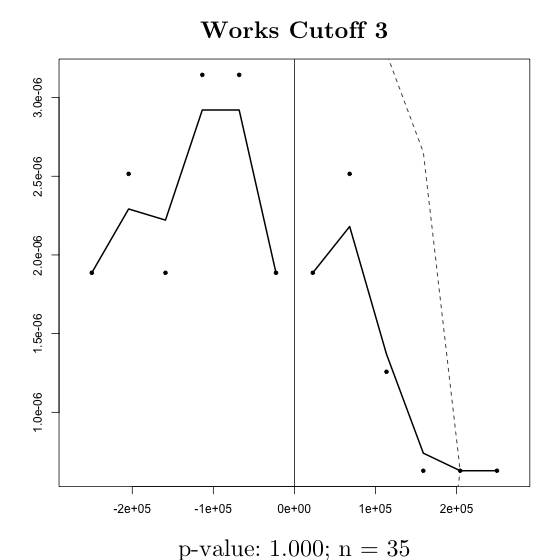 Works Cutoff 3
3.0e-06
2.5e-06
2.0e-06
1.5e-06
1.0e-06
-2e+05 -1e+05 0e+00 1e+05 2e+05
p-value: 1.000; n = 35